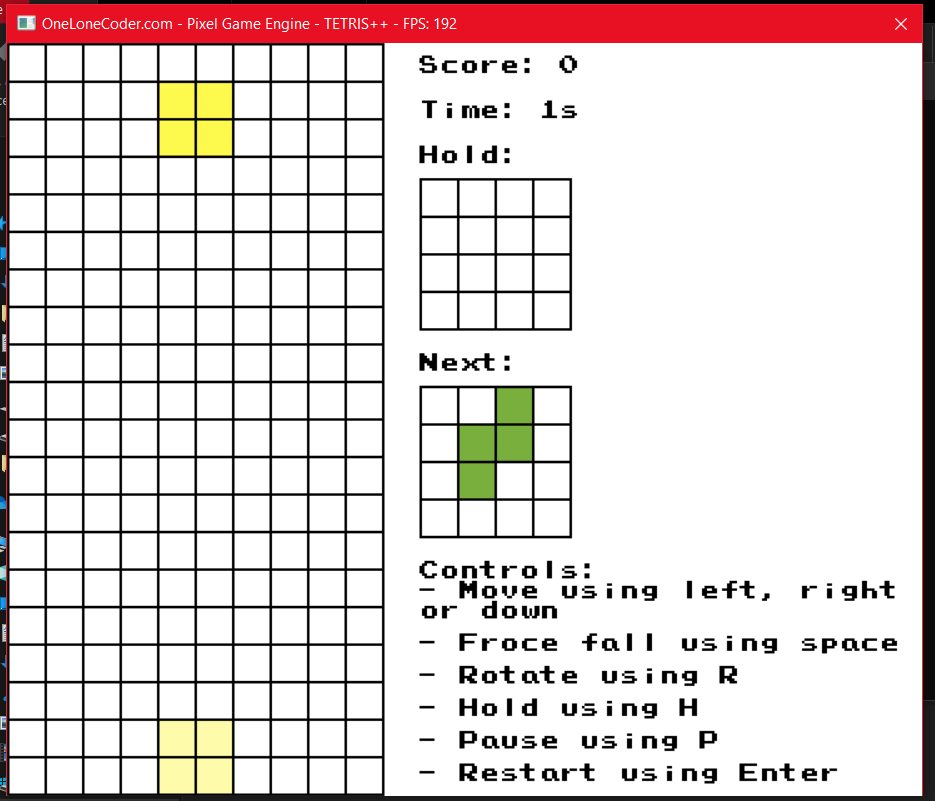 OneLoneCoder.com - Pixel Game Engine - TETRIS++ - FPS: 192
Score: 0
Time: 1s
Hold:
Next:
Controls:
- Move using left, right
or down
- Froce fall using space
- Rotate using R
- Hold using H
- Pause using P
- Restart using Enter